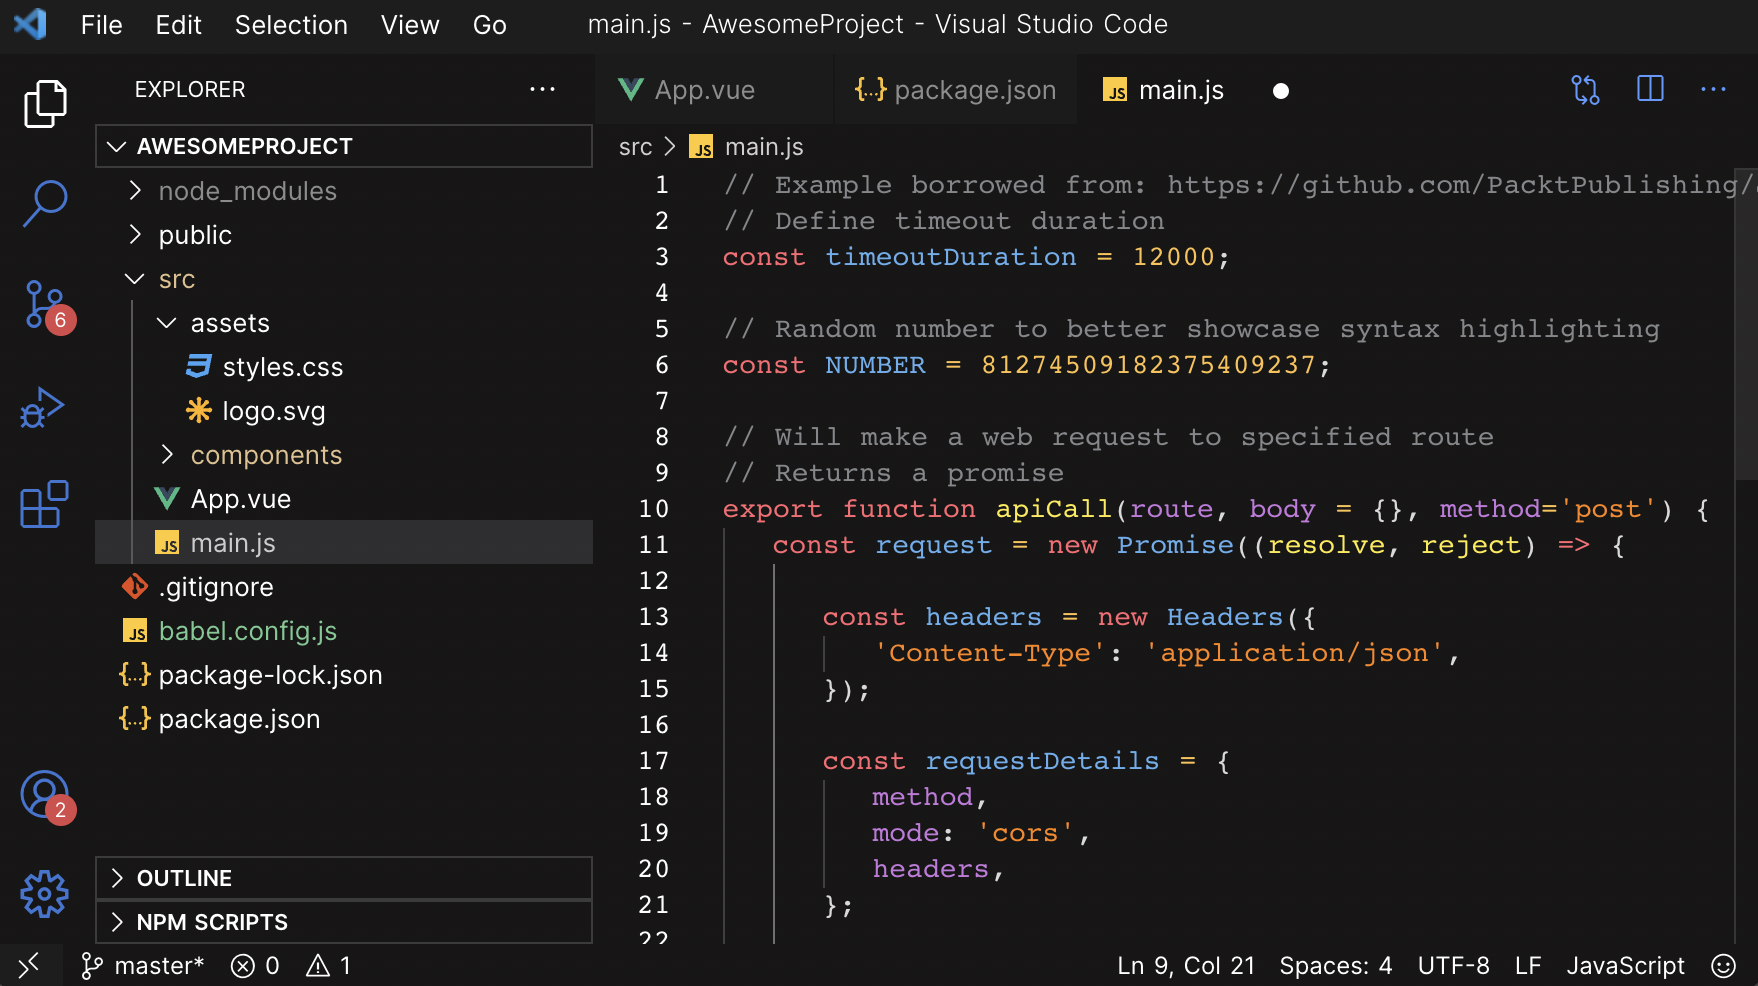 File Edit Selection View Go main.js - AwesomeProject - Visual Studio Code
EXPLORER
AWESOMEPROJECT
node_modules
public
src
assets
styles.css
logo.svg
components
App.vue
main.js
.gitignore
JS babel.config.js
{..} package-lock.json
{..} package.json
OUTLINE
NPM SCRIPTS
6
2
App.vue {..} package.json JS main.js
src > JS main.js
1 // Example borrowed from: https://github.com/PacktPublishing/
2 // Define timeout duration
3 const timeoutDuration = 12000;
4
5 // Random number to better showcase syntax highlighting
6 const NUMBER = 81274509182375409237;
7
8 // Will make a web request to specified route
9 // Returns a promise
10 export function apiCall(route, body = {}, method='post') {
11 const request = new Promise((resolve, reject) => {
12
13 const headers = new Headers({
14 'Content-Type': 'application/json',
15 });
16
17 const requestDetails = {
18 method,
19 mode: 'cors',
20 headers,
21 };
22
master* 0 1 Ln 9, Col 21 Spaces: 4 UTF-8 LF JavaScript